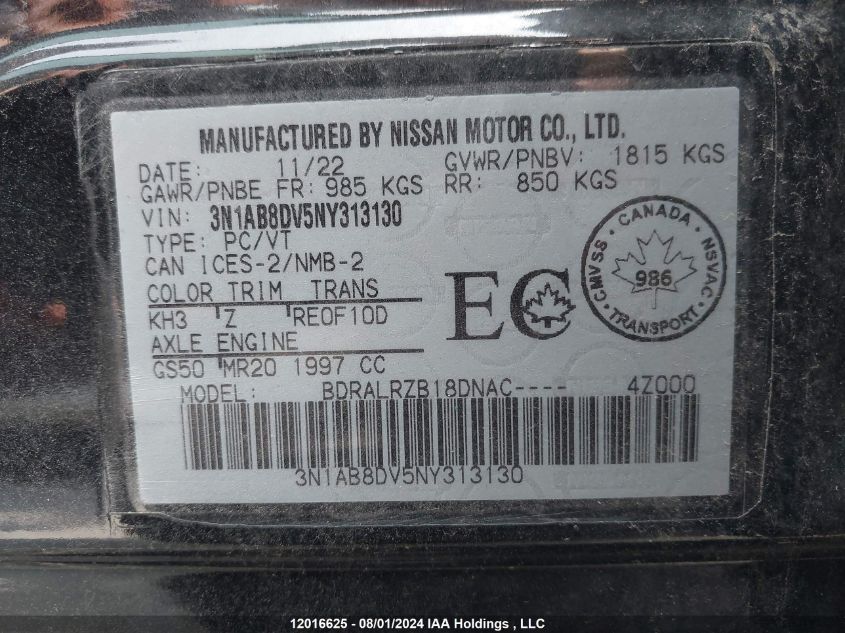 MANUFACTURED BY NISSAN MOTOR CO., LTD.
DATE: 11/22 GVWR/PNBV: 1815 KGS
GAWR/PNBE FR: 985 KGS RR: 850 KGS
VIN: 3N1AB8DV5NY313130
TYPE: PC/VT
CAN ICES-2/NMB-2
COLOR TRIM TRANS
KH3 Z RE0F10D
AXLE ENGINE
GS50 MR20 1997 CC
EC
CANADA
CMVSS NSVAC
986
TRANSPORT
MODEL: BDRALRZB18DNAC---- 4Z000
3N1AB8DV5NY313130
12016625 - 08/01/2024 IAA Holdings , LLC